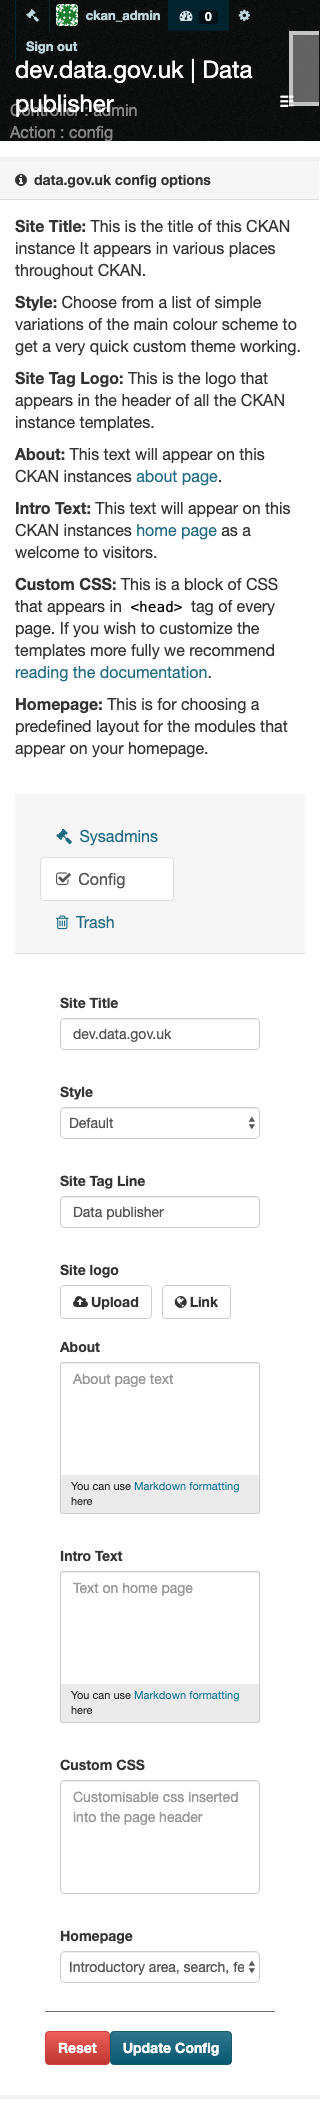 ckan_admin
0
Sign out
dev.data.gov.uk | Data
publisher
Controller : admin
Action : config
data.gov.uk config options
Site Title: This is the title of this CKAN
instance It appears in various places
throughout CKAN.
Style: Choose from a list of simple
variations of the main colour scheme to
get a very quick custom theme working.
Site Tag Logo: This is the logo that
appears in the header of all the CKAN
instance templates.
About: This text will appear on this
CKAN instances about page.
Intro Text: This text will appear on this
CKAN instances home page as a
welcome to visitors.
Custom CSS: This is a block of CSS
that appears in <head> tag of every
page. If you wish to customize the
templates more fully we recommend
reading the documentation.
Homepage: This is for choosing a
predefined layout for the modules that
appear on your homepage.
Sysadmins
Config
Trash
Site Title
dev.data.gov.uk
Style
Default
Site Tag Line
Data publisher
Site logo
Upload Link
About
About page text
You can use Markdown formatting
here
Intro Text
Text on home page
You can use Markdown formatting
here
Custom CSS
Customisable css inserted
into the page header
Homepage
Introductory area, search, fe
Reset Update Config